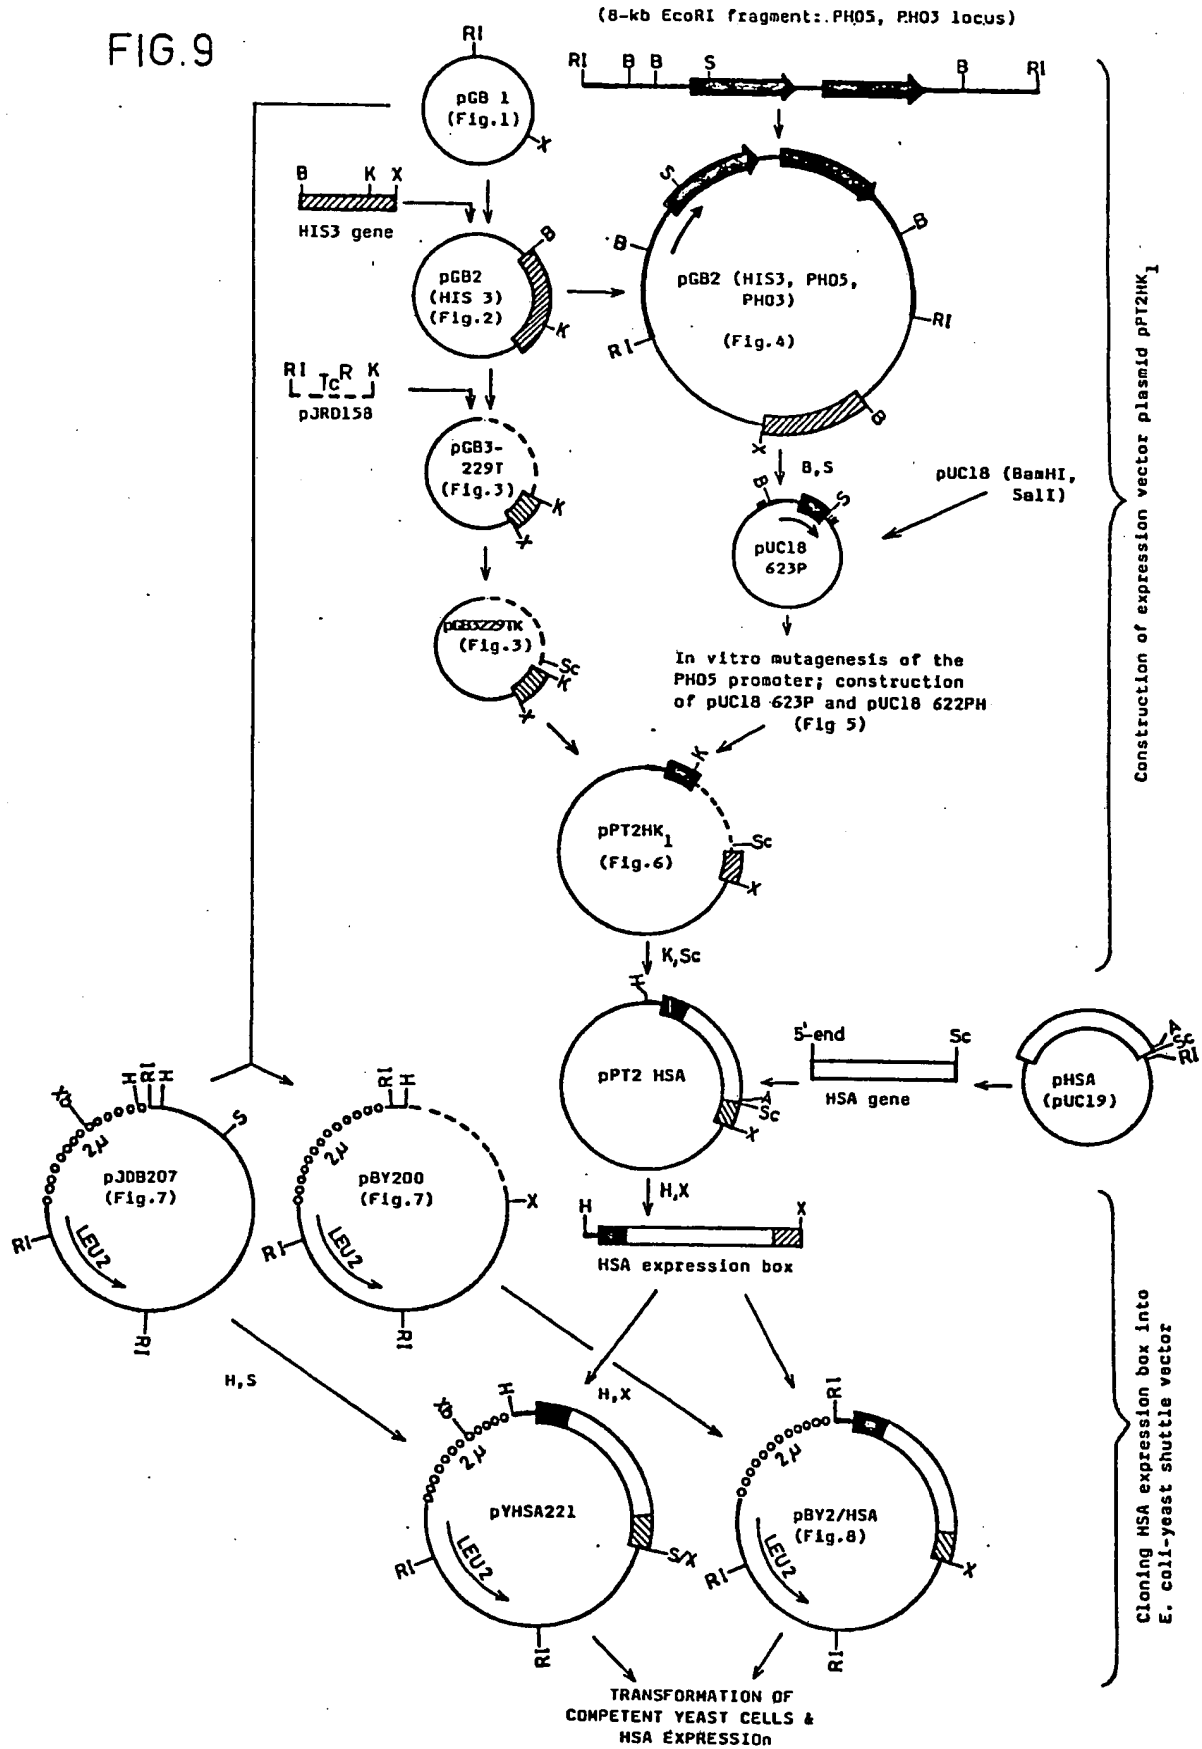 FIG.9
(8-kb EcoRI fragment: PHO5, PHO3 locus)
RI
pGB 1
(Fig.1)
X
RI B B S B RI
B K X
HIS3 gene
B
pGB2
(HIS 3)
(Fig.2)
K
S
B
B
pGB2 (HIS3, PHO5,
PHO3)
(Fig.4)
RI
RI
B
X
RI TcR K
pJRD158
pGB3-
229T
(Fig.3)
K
X
B,S
B
S
pUC18
623P
pUC18 (BamHI,
SalI)
pGB3229TK
(Fig.3)
Sc
K
X
In vitro mutagenesis of the
PHO5 promoter; construction
of pUC18 623P and pUC18 622PH
(Fig 5)
K
pPT2HK1
(Fig.6)
Sc
X
Construction of expression vector plasmid pPT2HK1
K,Sc
H
pPT2 HSA
A
Sc
X
5'-end Sc
HSA gene
A
Sc
RI
pHSA
(pUC19)
H RI H
Xb
2µ
S
pJDB207
(Fig.7)
RI
LEU2
RI
RI H
2µ
pBY200
(Fig.7)
X
RI
LEU2
RI
H,X
H X
HSA expression box
H,S
H,X
H
Xb
2µ
pYHSA221
S/X
RI
LEU2
RI
RI
2µ
pBY2/HSA
(Fig.8)
X
RI
LEU2
RI
Cloning HSA expression box into
E. coli-yeast shuttle vector
TRANSFORMATION OF
COMPETENT YEAST CELLS &
HSA EXPRESSION